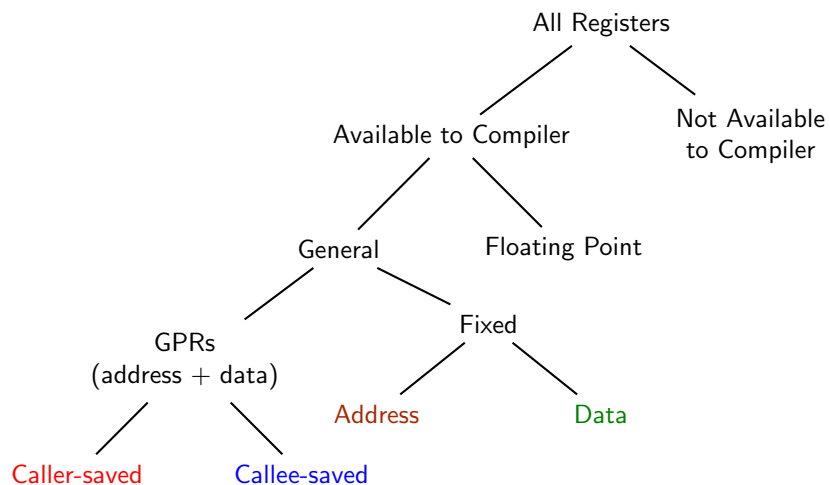 All Registers
Available to Compiler
Not Available
to Compiler
General
Floating Point
GPRs
(address + data)
Fixed
Address
Data
Caller-saved
Callee-saved